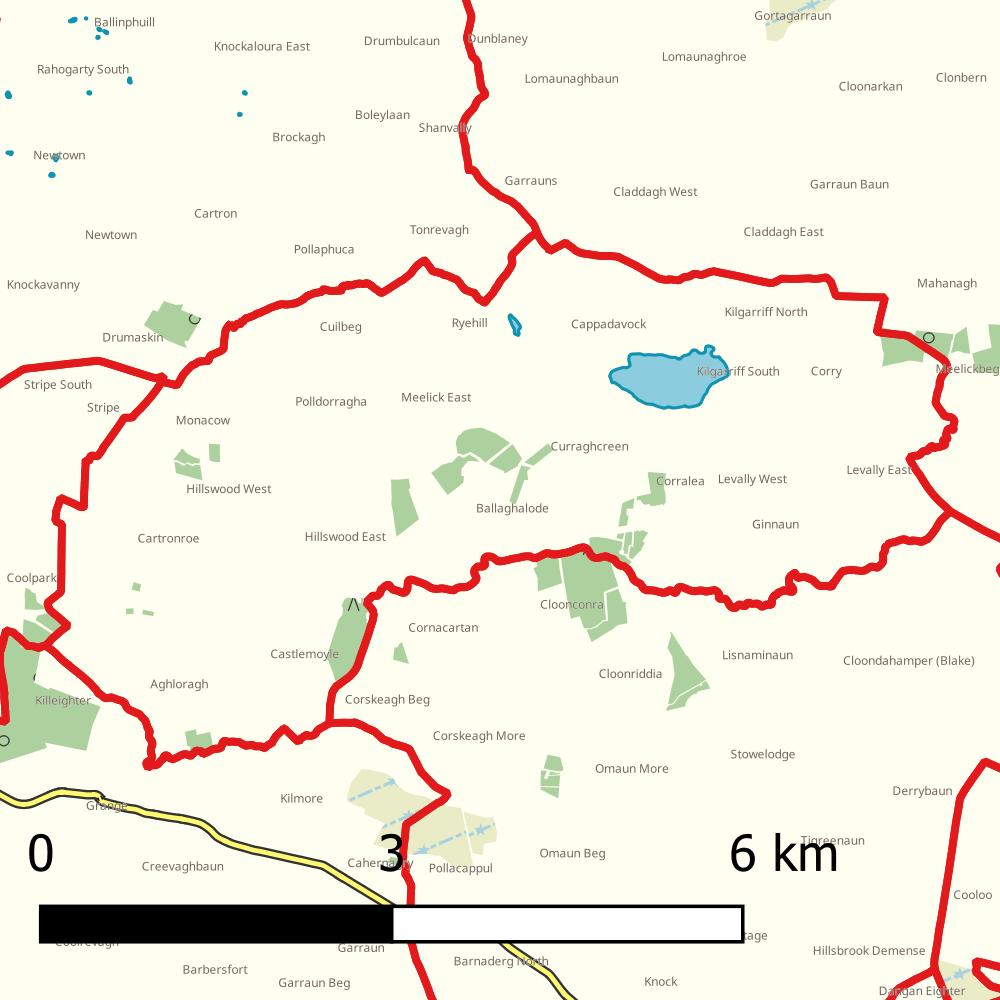 Gortagarraun
Ballinphuill
Dunblaney
Drumbulcaun
Knockaloura East
Lomaunaghroe
Rahogarty South
Lomaunaghbaun
Clonbern
Cloonarkan
Boleylaan
Shanvally
Brockagh
Newtown
Garrauns
Garraun Baun
Claddagh West
Cartron
Tonrevagh
Claddagh East
Newtown
Pollaphuca
Knockavanny
Mahanagh
Kilgarriff North
Ryehill
Cappadavock
Cuilbeg
Drumaskin
Meelickbeg
Kilgarriff South
Corry
Stripe South
Meelick East
Polldorragha
Stripe
Monacow
Curraghcreen
Levally East
Levally West
Corralea
Hillswood West
Ballaghalode
Ginnaun
Hillswood East
Cartronroe
Coolpark
Cloonconra
Cornacartan
Castlemoyle
Lisnaminaun
Cloondahamper (Blake)
Cloonriddia
Aghloragh
Killeighter
Corskeagh Beg
Corskeagh More
Stowelodge
Omaun More
Derrybaun
Kilmore
Grange
Tigreenaun
0 3 6 km
Omaun Beg
Creevaghbaun
Pollacappul
Cooloo
tage
Garraun
Hillsbrook Demense
Barnaderg North
Barbersfort
Garraun Beg
Knock
Dangan Eighter